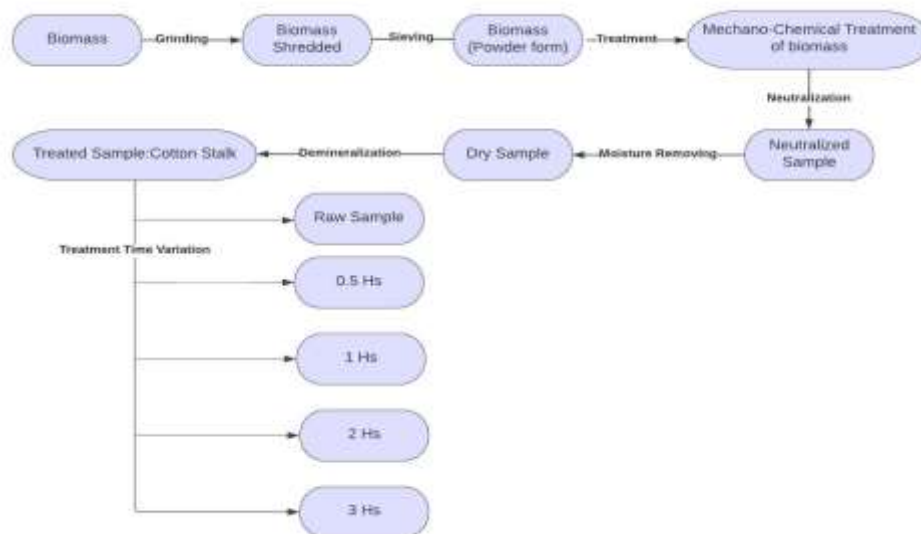 Biomass
Grinding
Biomass
Shredded
Sieving
Biomass
(Powder form)
Treatment
Mechano-Chemical Treatment
of biomass
Neutralization
Treated Sample:Cotton Stalk
Demineralization
Dry Sample
Moisture Removing
Neutralized
Sample
Raw Sample
Treatment Time Variation
0.5 Hs
1 Hs
2 Hs
3 Hs